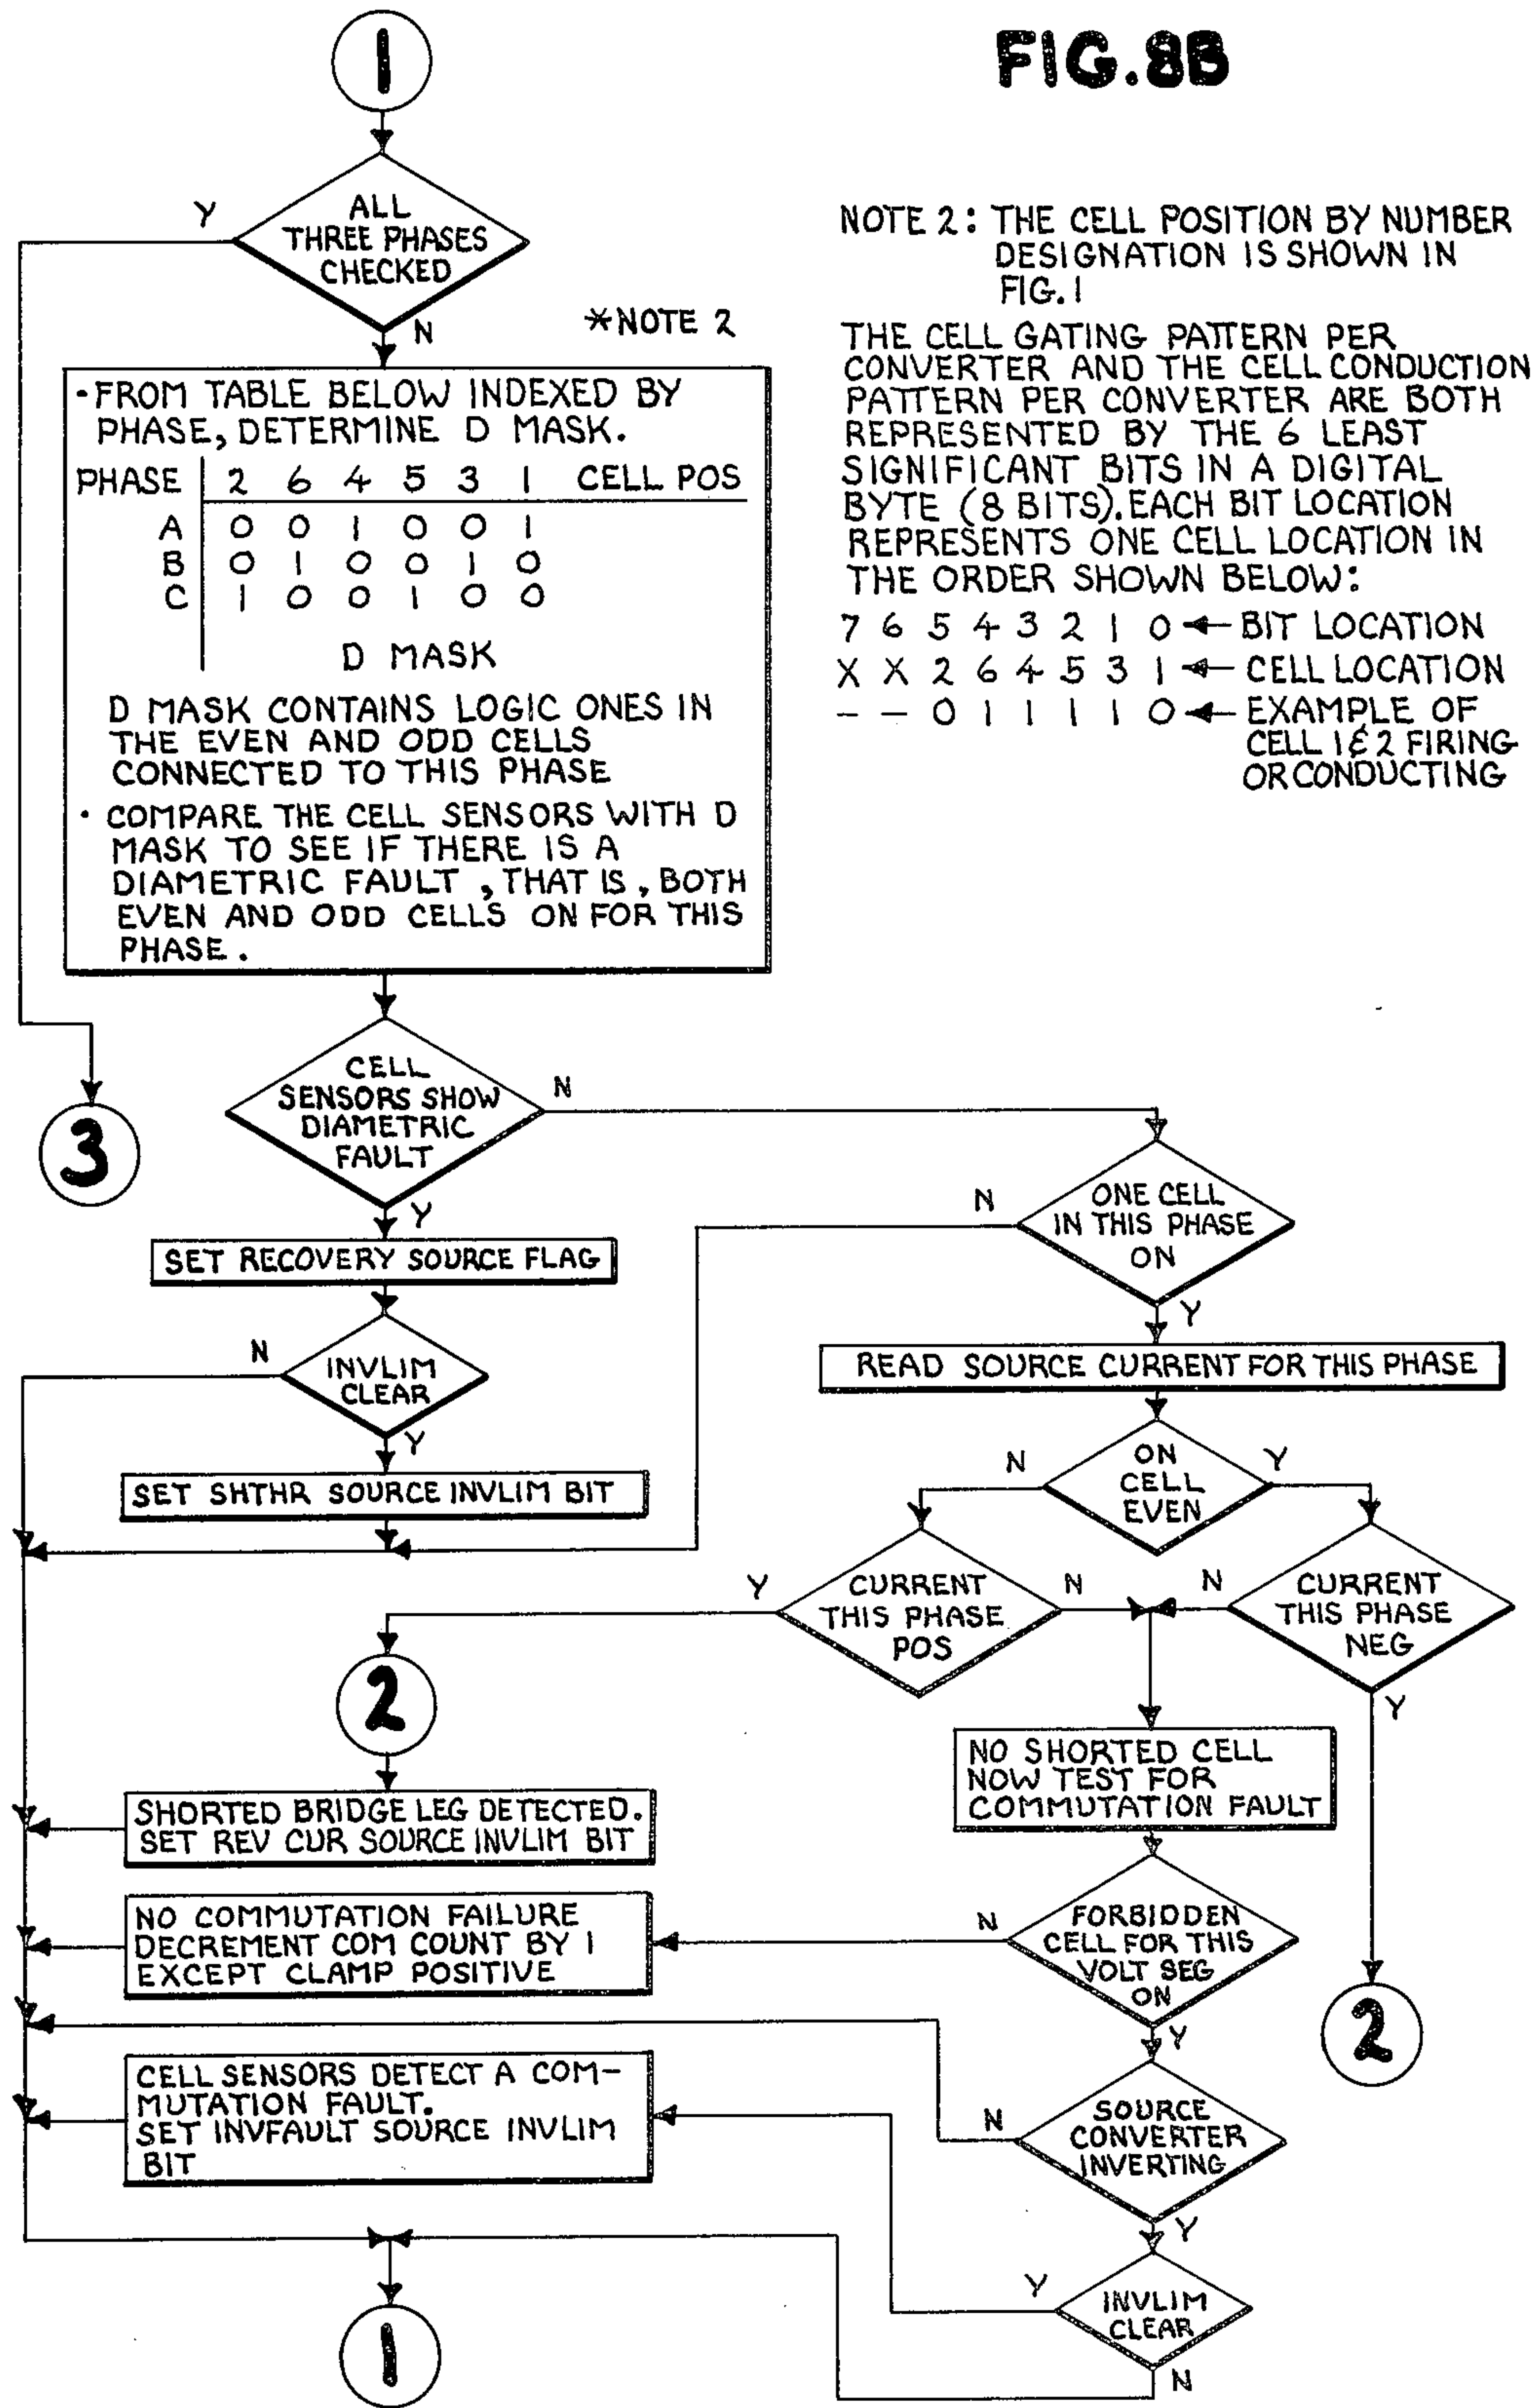 FIG.8B
1
ALL
THREE PHASES
CHECKED
Y
N
*NOTE 2
NOTE 2: THE CELL POSITION BY NUMBER
DESIGNATION IS SHOWN IN
FIG.1
THE CELL GATING PATTERN PER
CONVERTER AND THE CELL CONDUCTION
PATTERN PER CONVERTER ARE BOTH
REPRESENTED BY THE 6 LEAST
SIGNIFICANT BITS IN A DIGITAL
BYTE (8 BITS). EACH BIT LOCATION
REPRESENTS ONE CELL LOCATION IN
THE ORDER SHOWN BELOW:
7 6 5 4 3 2 1 0 ← BIT LOCATION
X X 2 6 4 5 3 1 ← CELL LOCATION
- - 0 1 1 1 1 0 ← EXAMPLE OF
CELL 1 & 2 FIRING
OR CONDUCTING
- FROM TABLE BELOW INDEXED BY
PHASE, DETERMINE D MASK.
PHASE 2 6 4 5 3 1 CELL POS
A 0 0 1 0 0 1
B 0 1 0 0 1 0
C 1 0 0 1 0 0
D MASK
D MASK CONTAINS LOGIC ONES IN
THE EVEN AND ODD CELLS
CONNECTED TO THIS PHASE
· COMPARE THE CELL SENSORS WITH D
MASK TO SEE IF THERE IS A
DIAMETRIC FAULT, THAT IS, BOTH
EVEN AND ODD CELLS ON FOR THIS
PHASE.
3
CELL
SENSORS SHOW
DIAMETRIC
FAULT
N
Y
ONE CELL
IN THIS PHASE
ON
N
Y
SET RECOVERY SOURCE FLAG
INVLIM
CLEAR
N
Y
READ SOURCE CURRENT FOR THIS PHASE
SET SHTHR SOURCE INVLIM BIT
ON
CELL
EVEN
N
Y
CURRENT
THIS PHASE
POS
Y
N
CURRENT
THIS PHASE
NEG
N
Y
2
NO SHORTED CELL
NOW TEST FOR
COMMUTATION FAULT
SHORTED BRIDGE LEG DETECTED.
SET REV CUR SOURCE INVLIM BIT
NO COMMUTATION FAILURE
DECREMENT COM COUNT BY 1
EXCEPT CLAMP POSITIVE
FORBIDDEN
CELL FOR THIS
VOLT SEG
ON
N
Y
2
CELL SENSORS DETECT A COM-
MUTATION FAULT.
SET INVFAULT SOURCE INVLIM
BIT
SOURCE
CONVERTER
INVERTING
N
Y
INVLIM
CLEAR
Y
N
1